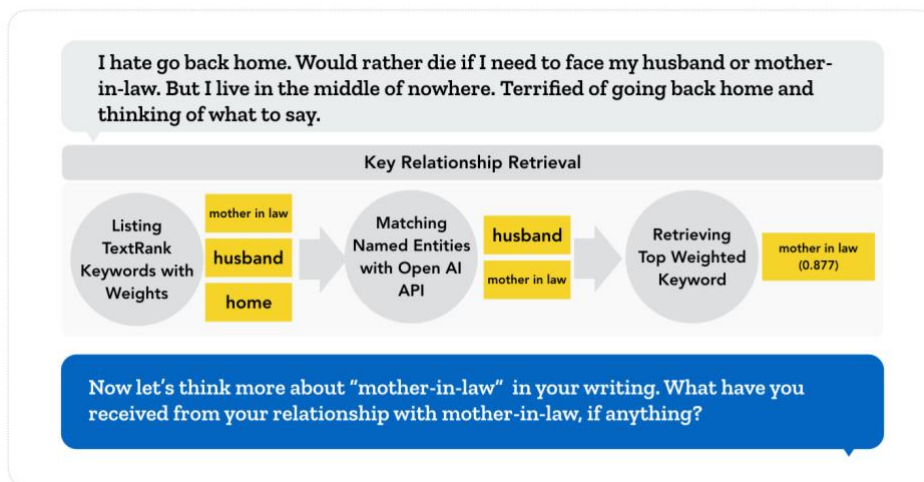 I hate go back home. Would rather die if I need to face my husband or mother-
in-law. But I live in the middle of nowhere. Terrified of going back home and
thinking of what to say.
Key Relationship Retrieval
Listing
TextRank
Keywords with
Weights
mother in law
husband
home
Matching
Named Entities
with Open AI
API
husband
mother in law
Retrieving
Top Weighted
Keyword
mother in law
(0.877)
Now let's think more about “mother-in-law” in your writing. What have you
received from your relationship with mother-in-law, if anything?